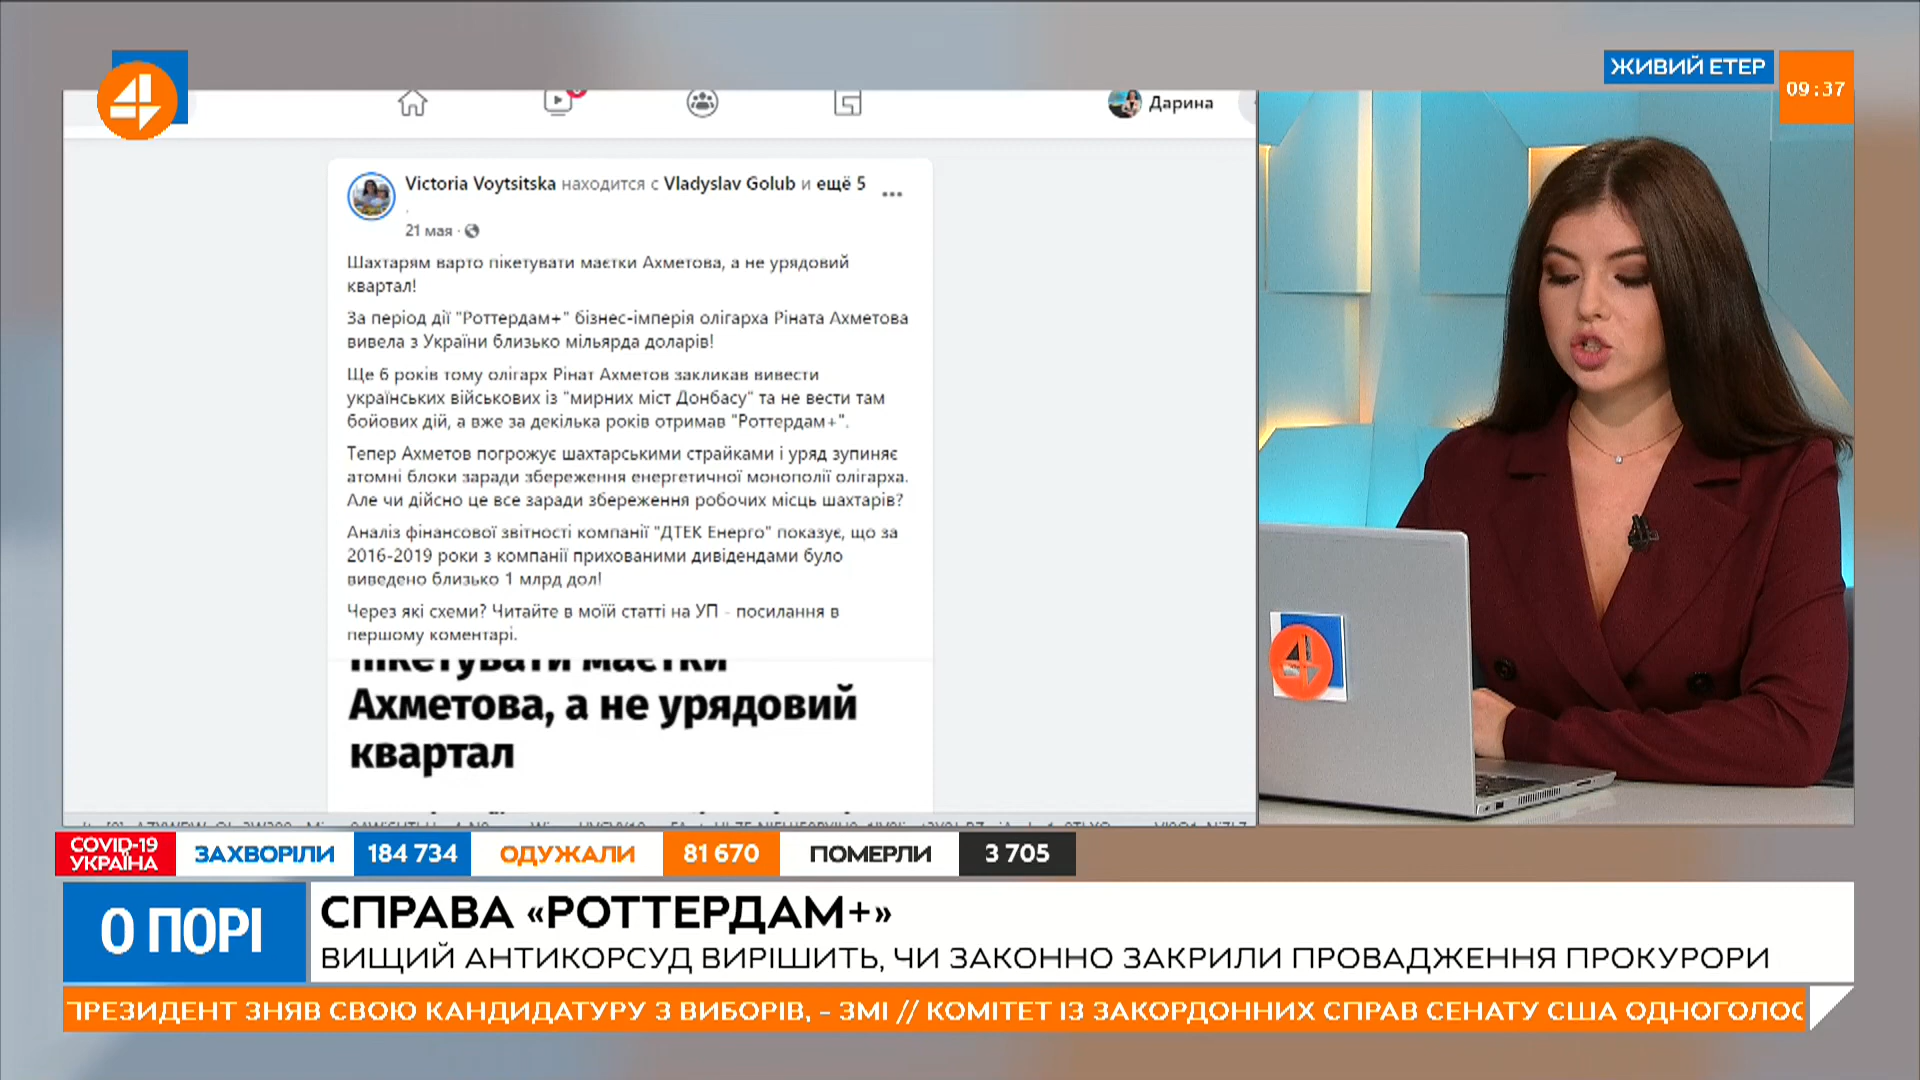 4
ЖИВИЙ ЕТЕР
09:37
Дарина
Victoria Voytsitska находится с Vladyslav Golub и ещё 5
.
21 мая ·
Шахтарям варто пікетувати маєтки Ахметова, а не урядовий
квартал!
За період дії "Роттердам+" бізнес-імперія олігарха Ріната Ахметова
вивела з України близько мільярда доларів!
Ще 6 років тому олігарх Рінат Ахметов закликав вивести
українських військових із "мирних міст Донбасу" та не вести там
бойових дій, а вже за декілька років отримав "Роттердам+".
Тепер Ахметов погрожує шахтарськими страйками і уряд зупиняє
атомні блоки заради збереження енергетичної монополії олігарха.
Але чи дійсно це все заради збереження робочих місць шахтарів?
Аналіз фінансової звітності компанії "ДТЕК Енерго" показує, що за
2016-2019 роки з компанії прихованими дивідендами було
виведено близько 1 млрд дол!
Через які схеми? Читайте в моїй статті на УП - посилання в
першому коментарі.
пікетувати маєтки
Ахметова, а не урядовий
квартал
4
COVID-19
УКРАЇНА
ЗАХВОРІЛИ 184 734 ОДУЖАЛИ 81 670 ПОМЕРЛИ 3 705
О ПОРІ
СПРАВА «РОТТЕРДАМ+»
ВИЩИЙ АНТИКОРСУД ВИРІШИТЬ, ЧИ ЗАКОННО ЗАКРИЛИ ПРОВАДЖЕННЯ ПРОКУРОРИ
ПРЕЗИДЕНТ ЗНЯВ СВОЮ КАНДИДАТУРУ З ВИБОРІВ, - ЗМІ // КОМІТЕТ ІЗ ЗАКОРДОННИХ СПРАВ СЕНАТУ США ОДНОГОЛОС